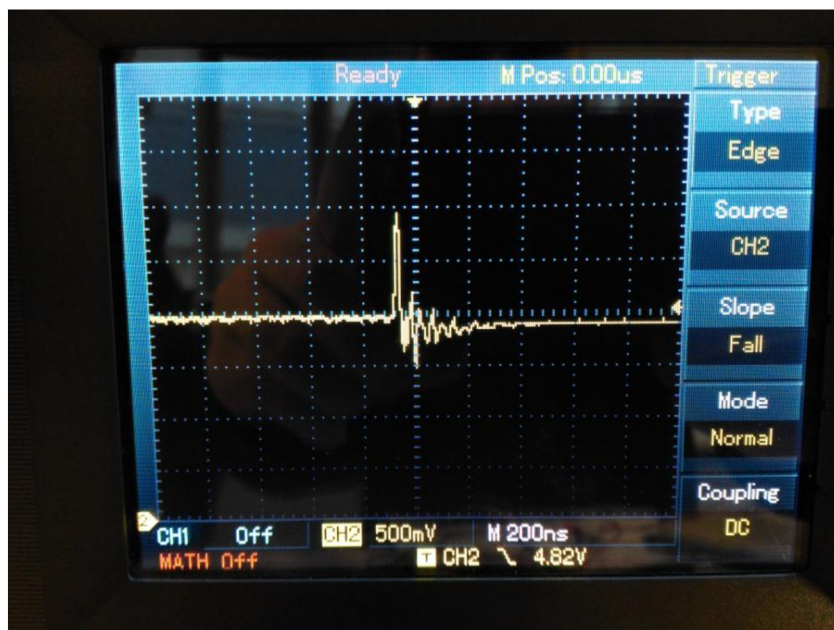 Ready M Pos: 0.00us Trigger
Type
Edge
Source
CH2
Slope
Fall
Mode
Normal
Coupling
DC
2
CH1 Off CH2 500mV M 200ns
MATH Off T CH2 4.82V